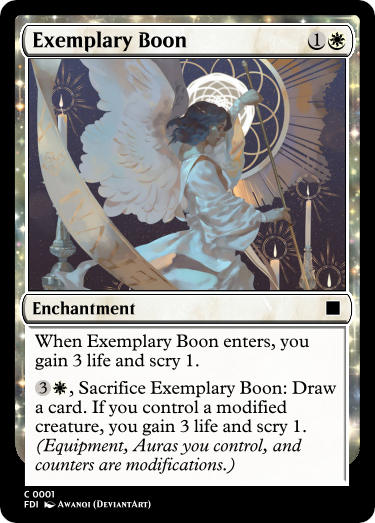 Exemplary Boon 1
Enchantment
When Exemplary Boon enters, you
gain 3 life and scry 1.
3, Sacrifice Exemplary Boon: Draw
a card. If you control a modified
creature, you gain 3 life and scry 1.
(Equipment, Auras you control, and
counters are modifications.)
C 0001
FDI Awanqi (DeviantArt)